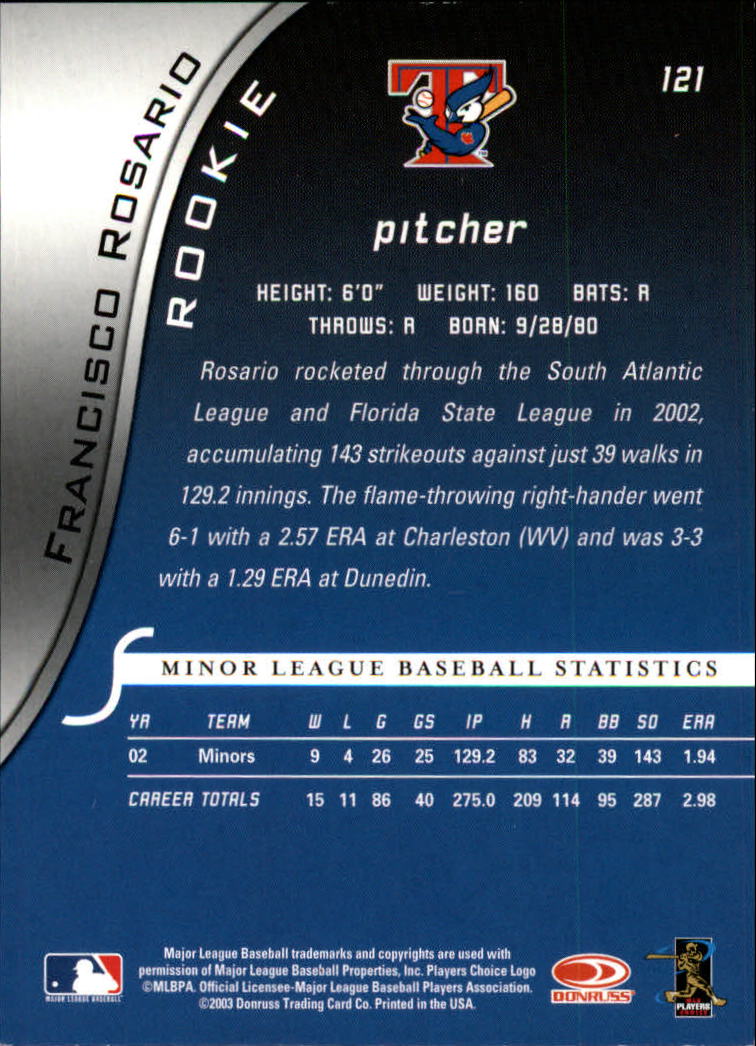 FRANCISCO ROSARIO
ROOKIE
T
121
pitcher
HEIGHT: 6'0" WEIGHT: 160 BATS: R
THROWS: R BORN: 9/28/80
Rosario rocketed through the South Atlantic
League and Florida State League in 2002,
accumulating 143 strikeouts against just 39 walks in
129.2 innings. The flame-throwing right-hander went
6-1 with a 2.57 ERA at Charleston (WV) and was 3-3
with a 1.29 ERA at Dunedin.
MINOR LEAGUE BASEBALL STATISTICS
YR TEAM W L G GS IP H R BB SO ERA
02 Minors 9 4 26 25 129.2 83 32 39 143 1.94
CAREER TOTALS 15 11 86 40 275.0 209 114 95 287 2.98
Major League Baseball trademarks and copyrights are used with
permission of Major League Baseball Properties, Inc. Players Choice Logo
©MLBPA. Official Licensee-Major League Baseball Players Association.
©2003 Donruss Trading Card Co. Printed in the USA.
MAJOR LEAGUE BASEBALL
DONRUSS
MLB
PLAYERS
CHOICE